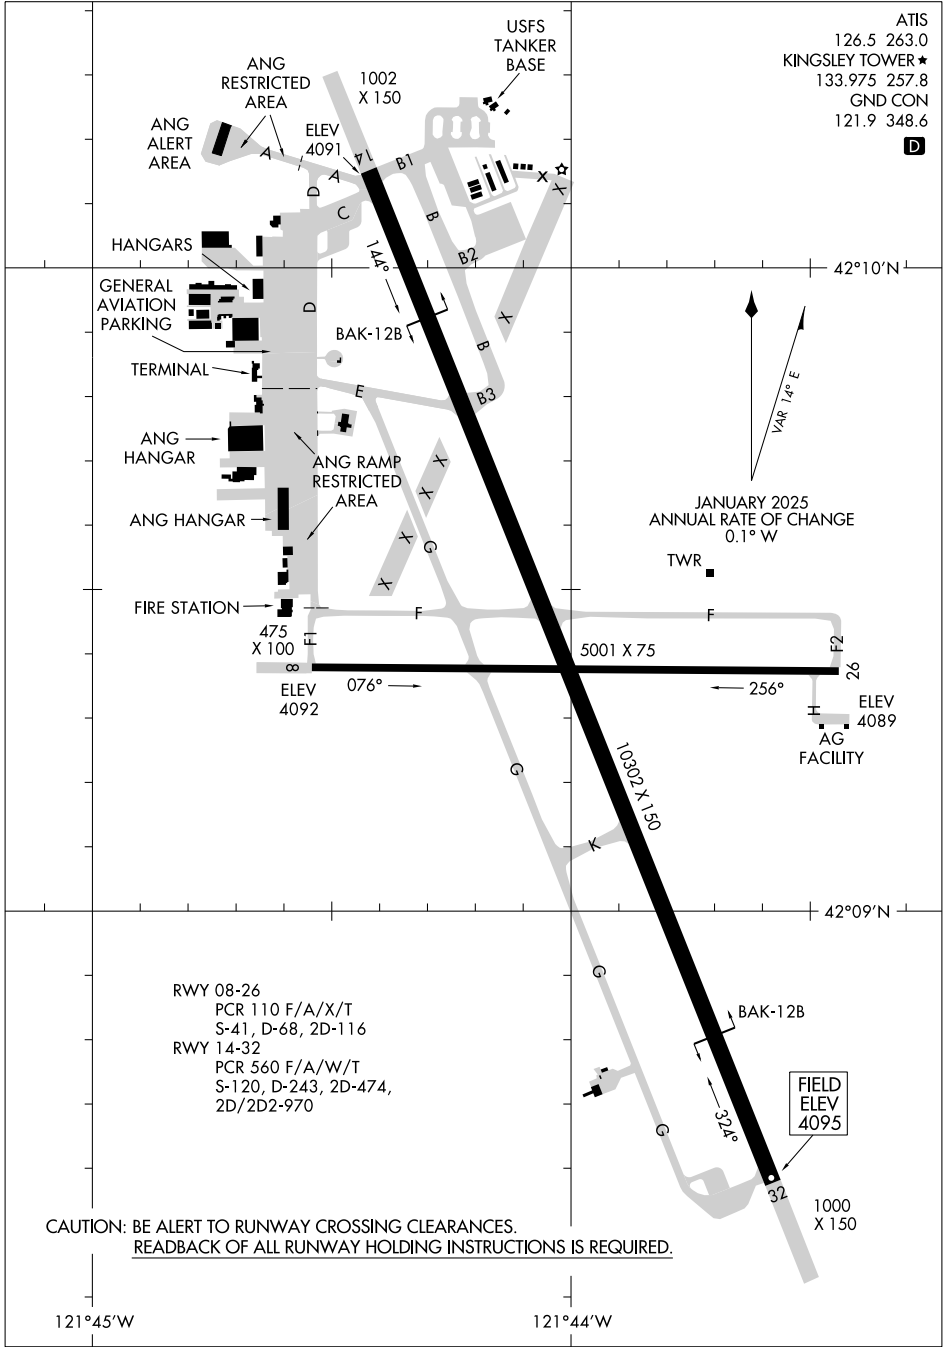 ATIS
126.5 263.0
KINGSLEY TOWER★
133.975 257.8
GND CON
121.9 348.6
D
USFS
TANKER
BASE
ANG
RESTRICTED
AREA
1002
X 150
ANG
ALERT
AREA
ELEV
4091
14
A
A
B1
D
C
B
B2
X
X
HANGARS
144°
42°10'N
GENERAL
AVIATION
PARKING
D
BAK-12B
X
B
TERMINAL
E
B3
VAR 14° E
ANG
HANGAR
ANG RAMP
RESTRICTED
AREA
X
X
X
X
G
ANG HANGAR
JANUARY 2025
ANNUAL RATE OF CHANGE
0.1° W
TWR
FIRE STATION
F
F
475
X 100
F1
5001 X 75
F2
8
26
ELEV
4092
076°
256°
H
ELEV
4089
AG
FACILITY
G
10302 X 150
K
42°09'N
G
RWY 08-26
PCR 110 F/A/X/T
S-41, D-68, 2D-116
RWY 14-32
PCR 560 F/A/W/T
S-120, D-243, 2D-474,
2D/2D2-970
BAK-12B
FIELD
ELEV
4095
324°
G
32
1000
X 150
CAUTION: BE ALERT TO RUNWAY CROSSING CLEARANCES.
READBACK OF ALL RUNWAY HOLDING INSTRUCTIONS IS REQUIRED.
121°45'W
121°44'W